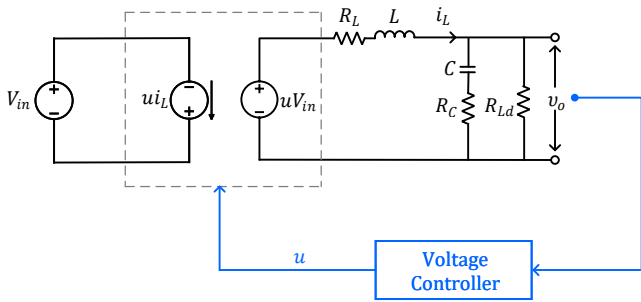 R_L L i_L
V_in + − − ui_L + + uV_in −
C
R_C R_Ld v_o
u
Voltage
Controller